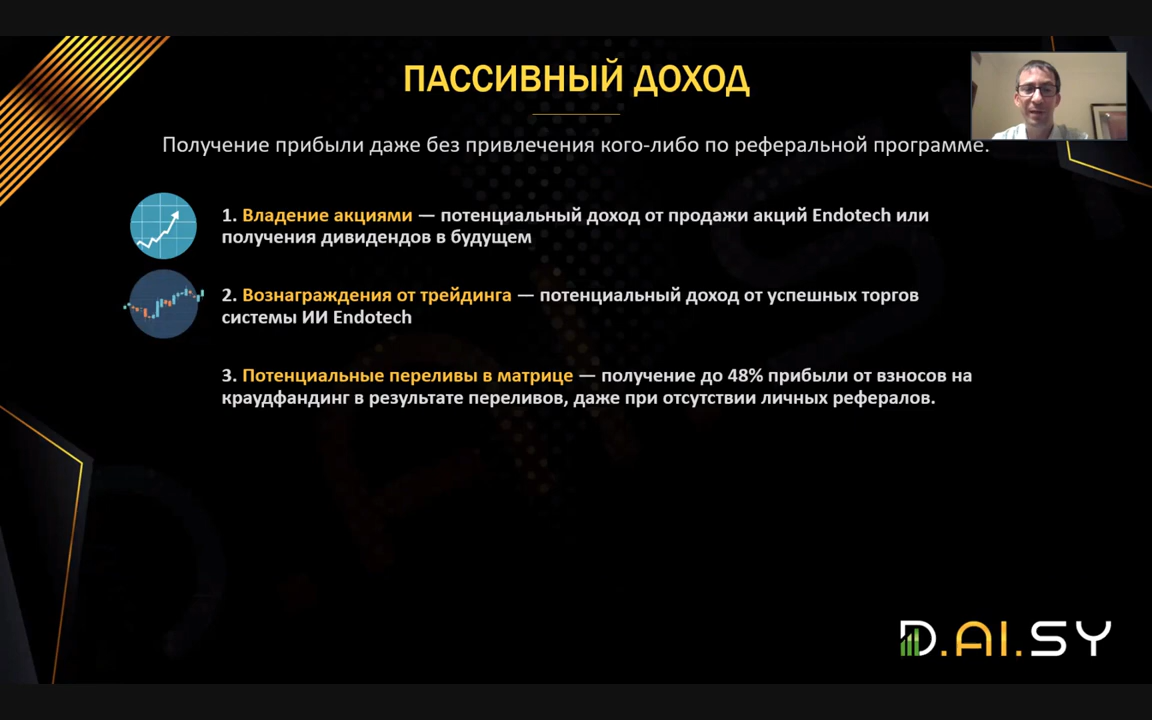 ПАССИВНЫЙ ДОХОД
Получение прибыли даже без привлечения кого-либо по реферальной программе.
1. Владение акциями — потенциальный доход от продажи акций Endotech или
получения дивидендов в будущем
2. Вознаграждения от трейдинга — потенциальный доход от успешных торгов
системы ИИ Endotech
3. Потенциальные переливы в матрице — получение до 48% прибыли от взносов на
краудфандинг в результате переливов, даже при отсутствии личных рефералов.
D.AI.SY